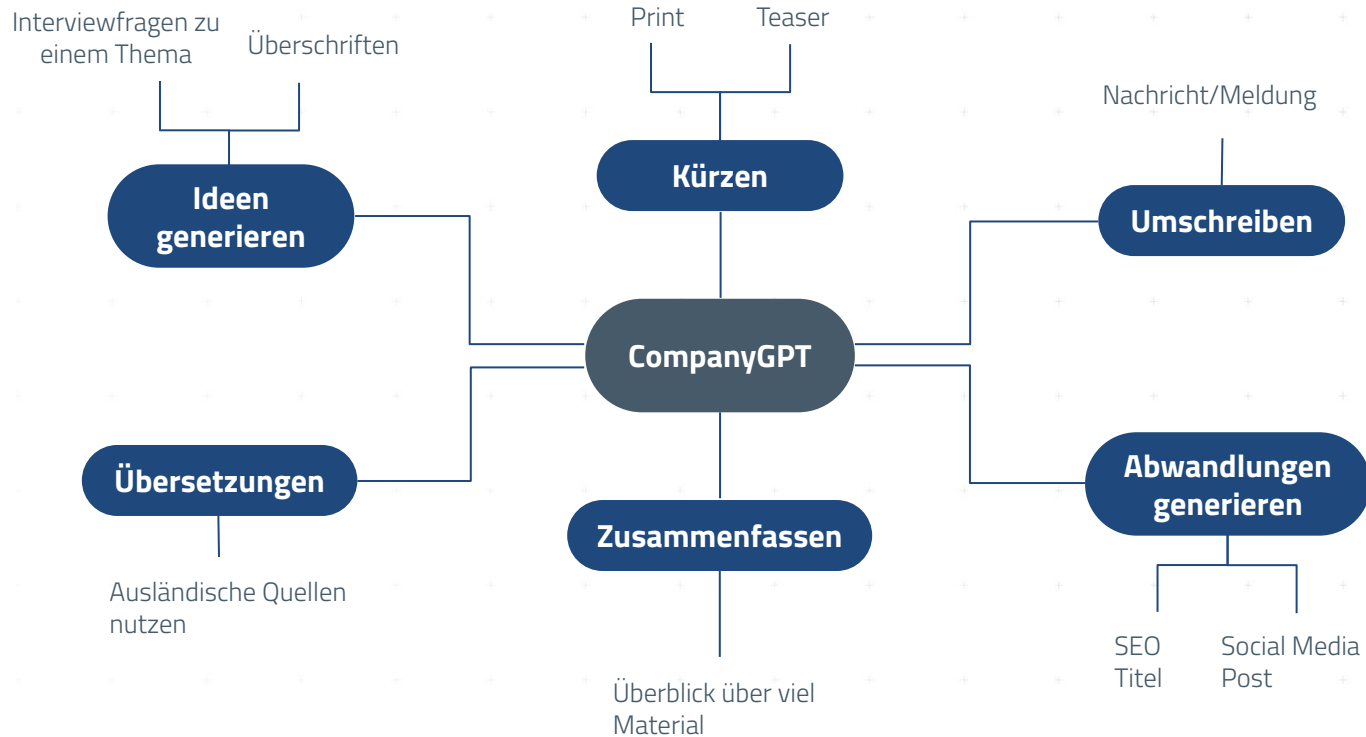 Interviewfragen zu
einem Thema
Überschriften
Print
Teaser
Nachricht/Meldung
Ideen
generieren
Kürzen
Umschreiben
CompanyGPT
Übersetzungen
Zusammenfassen
Abwandlungen
generieren
Ausländische Quellen
nutzen
Überblick über viel
Material
SEO
Titel
Social Media
Post